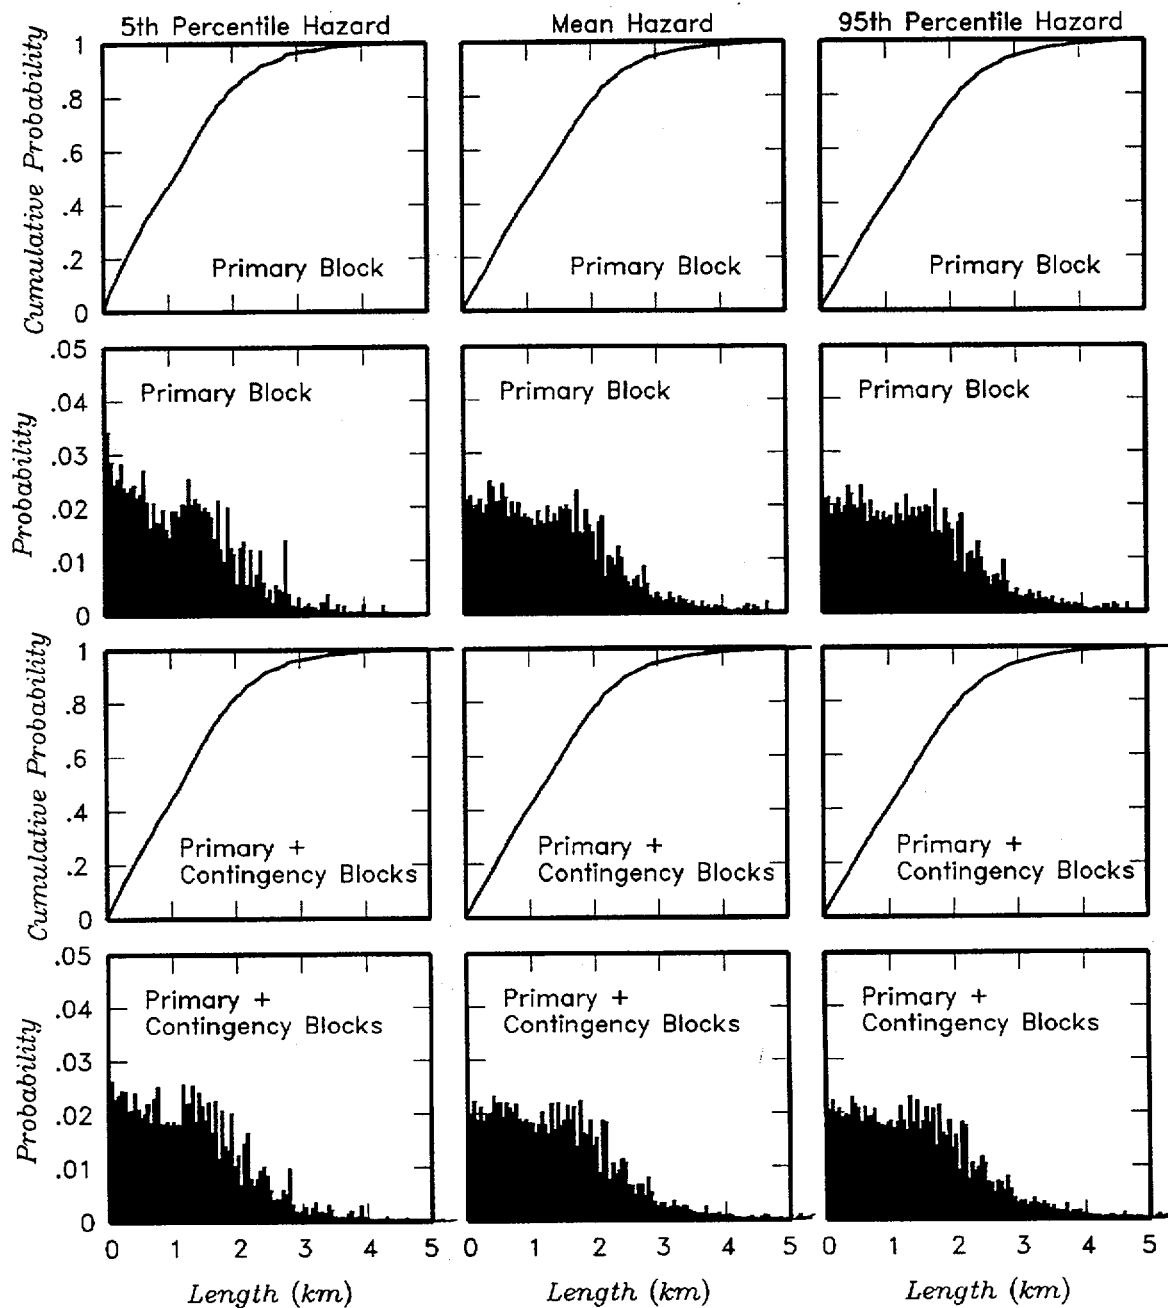 5th Percentile Hazard
Mean Hazard
95th Percentile Hazard
Cumulative Probability
1
.8
.6
.4
.2
0
Primary Block
Primary Block
Primary Block
Probability
.05
.04
.03
.02
.01
0
Primary Block
Primary Block
Primary Block
Cumulative Probability
1
.8
.6
.4
.2
0
Primary +
Contingency Blocks
Primary +
Contingency Blocks
Primary +
Contingency Blocks
Probability
.05
.04
.03
.02
.01
0
Primary +
Contingency Blocks
Primary +
Contingency Blocks
Primary +
Contingency Blocks
0 1 2 3 4 5
0 1 2 3 4 5
0 1 2 3 4 5
Length (km)
Length (km)
Length (km)